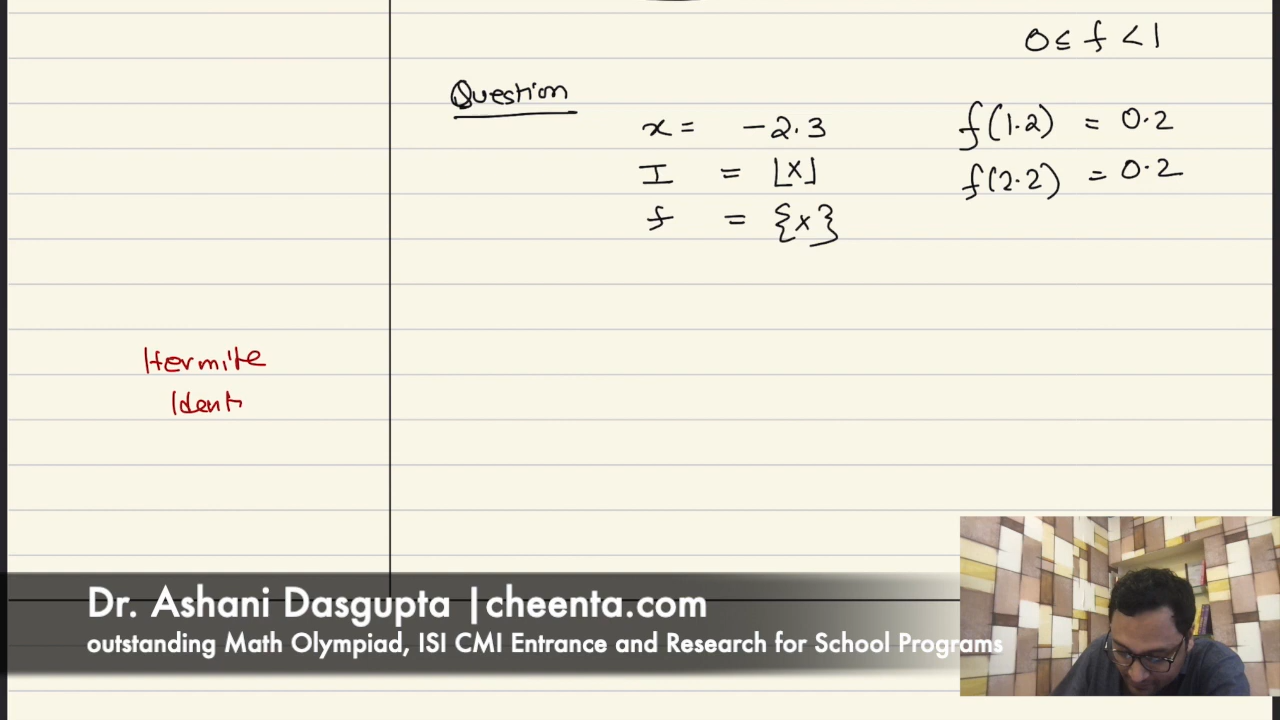 0 ≤ f < 1
Question
x = -2.3
I = ⌊x⌋
f = {x}
f(1.2) = 0.2
f(2.2) = 0.2
Hermite
Identi
Dr. Ashani Dasgupta | cheenta.com
outstanding Math Olympiad, ISI CMI Entrance and Research for School Programs